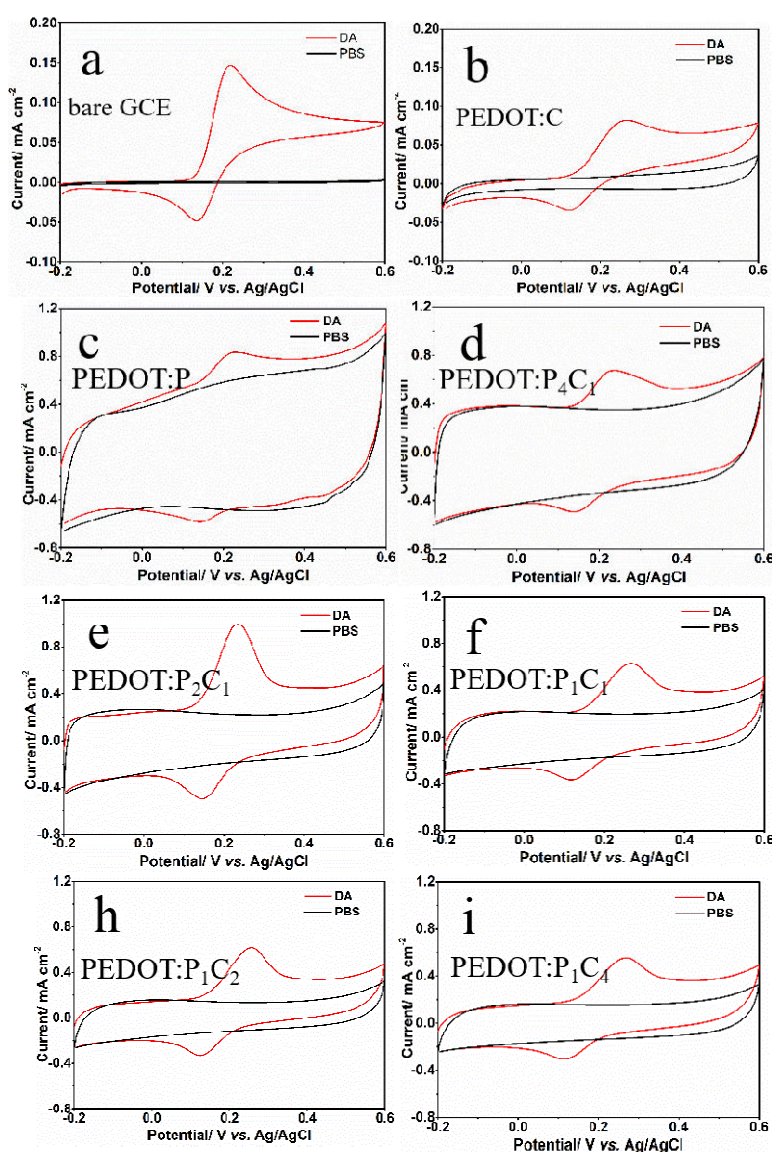 0.20
0.15
0.10
0.05
0.00
-0.05
-0.10
Current/ mA cm-2
a
bare GCE
DA
PBS
-0.2 0.0 0.2 0.4 0.6
Potential/ V vs. Ag/AgCl
0.20
0.15
0.10
0.05
0.00
-0.05
-0.10
Current/ mA cm-2
b
PEDOT:C
DA
PBS
-0.2 0.0 0.2 0.4 0.6
Potential/ V vs. Ag/AgCl
1.2
0.8
0.4
0.0
-0.4
-0.8
Current/ mA cm-2
c
PEDOT:P
DA
PBS
-0.2 0.0 0.2 0.4 0.6
Potential/ V vs. Ag/AgCl
1.2
0.8
0.4
0.0
-0.4
-0.8
Current/ mA cm
d
PEDOT:P4C1
DA
PBS
-0.2 0.0 0.2 0.4 0.6
Potential/ V vs. Ag/AgCl
1.2
0.8
0.4
0.0
-0.4
-0.8
Current/ mA cm-2
e
PEDOT:P2C1
DA
PBS
-0.2 0.0 0.2 0.4 0.6
Potential/ V vs. Ag/AgCl
1.2
0.8
0.4
0.0
-0.4
-0.8
Current/ mA cm-2
f
PEDOT:P1C1
DA
PBS
-0.2 0.0 0.2 0.4 0.6
Potential/ V vs. Ag/AgCl
1.2
0.8
0.4
0.0
-0.4
-0.8
Current/ mA cm-2
h
PEDOT:P1C2
DA
PBS
-0.2 0.0 0.2 0.4 0.6
Potential/ V vs. Ag/AgCl
1.2
0.8
0.4
0.0
-0.4
-0.8
Current/ mA cm-2
i
PEDOT:P1C4
DA
PBS
-0.2 0.0 0.2 0.4 0.6
Potential/ V vs. Ag/AgCl